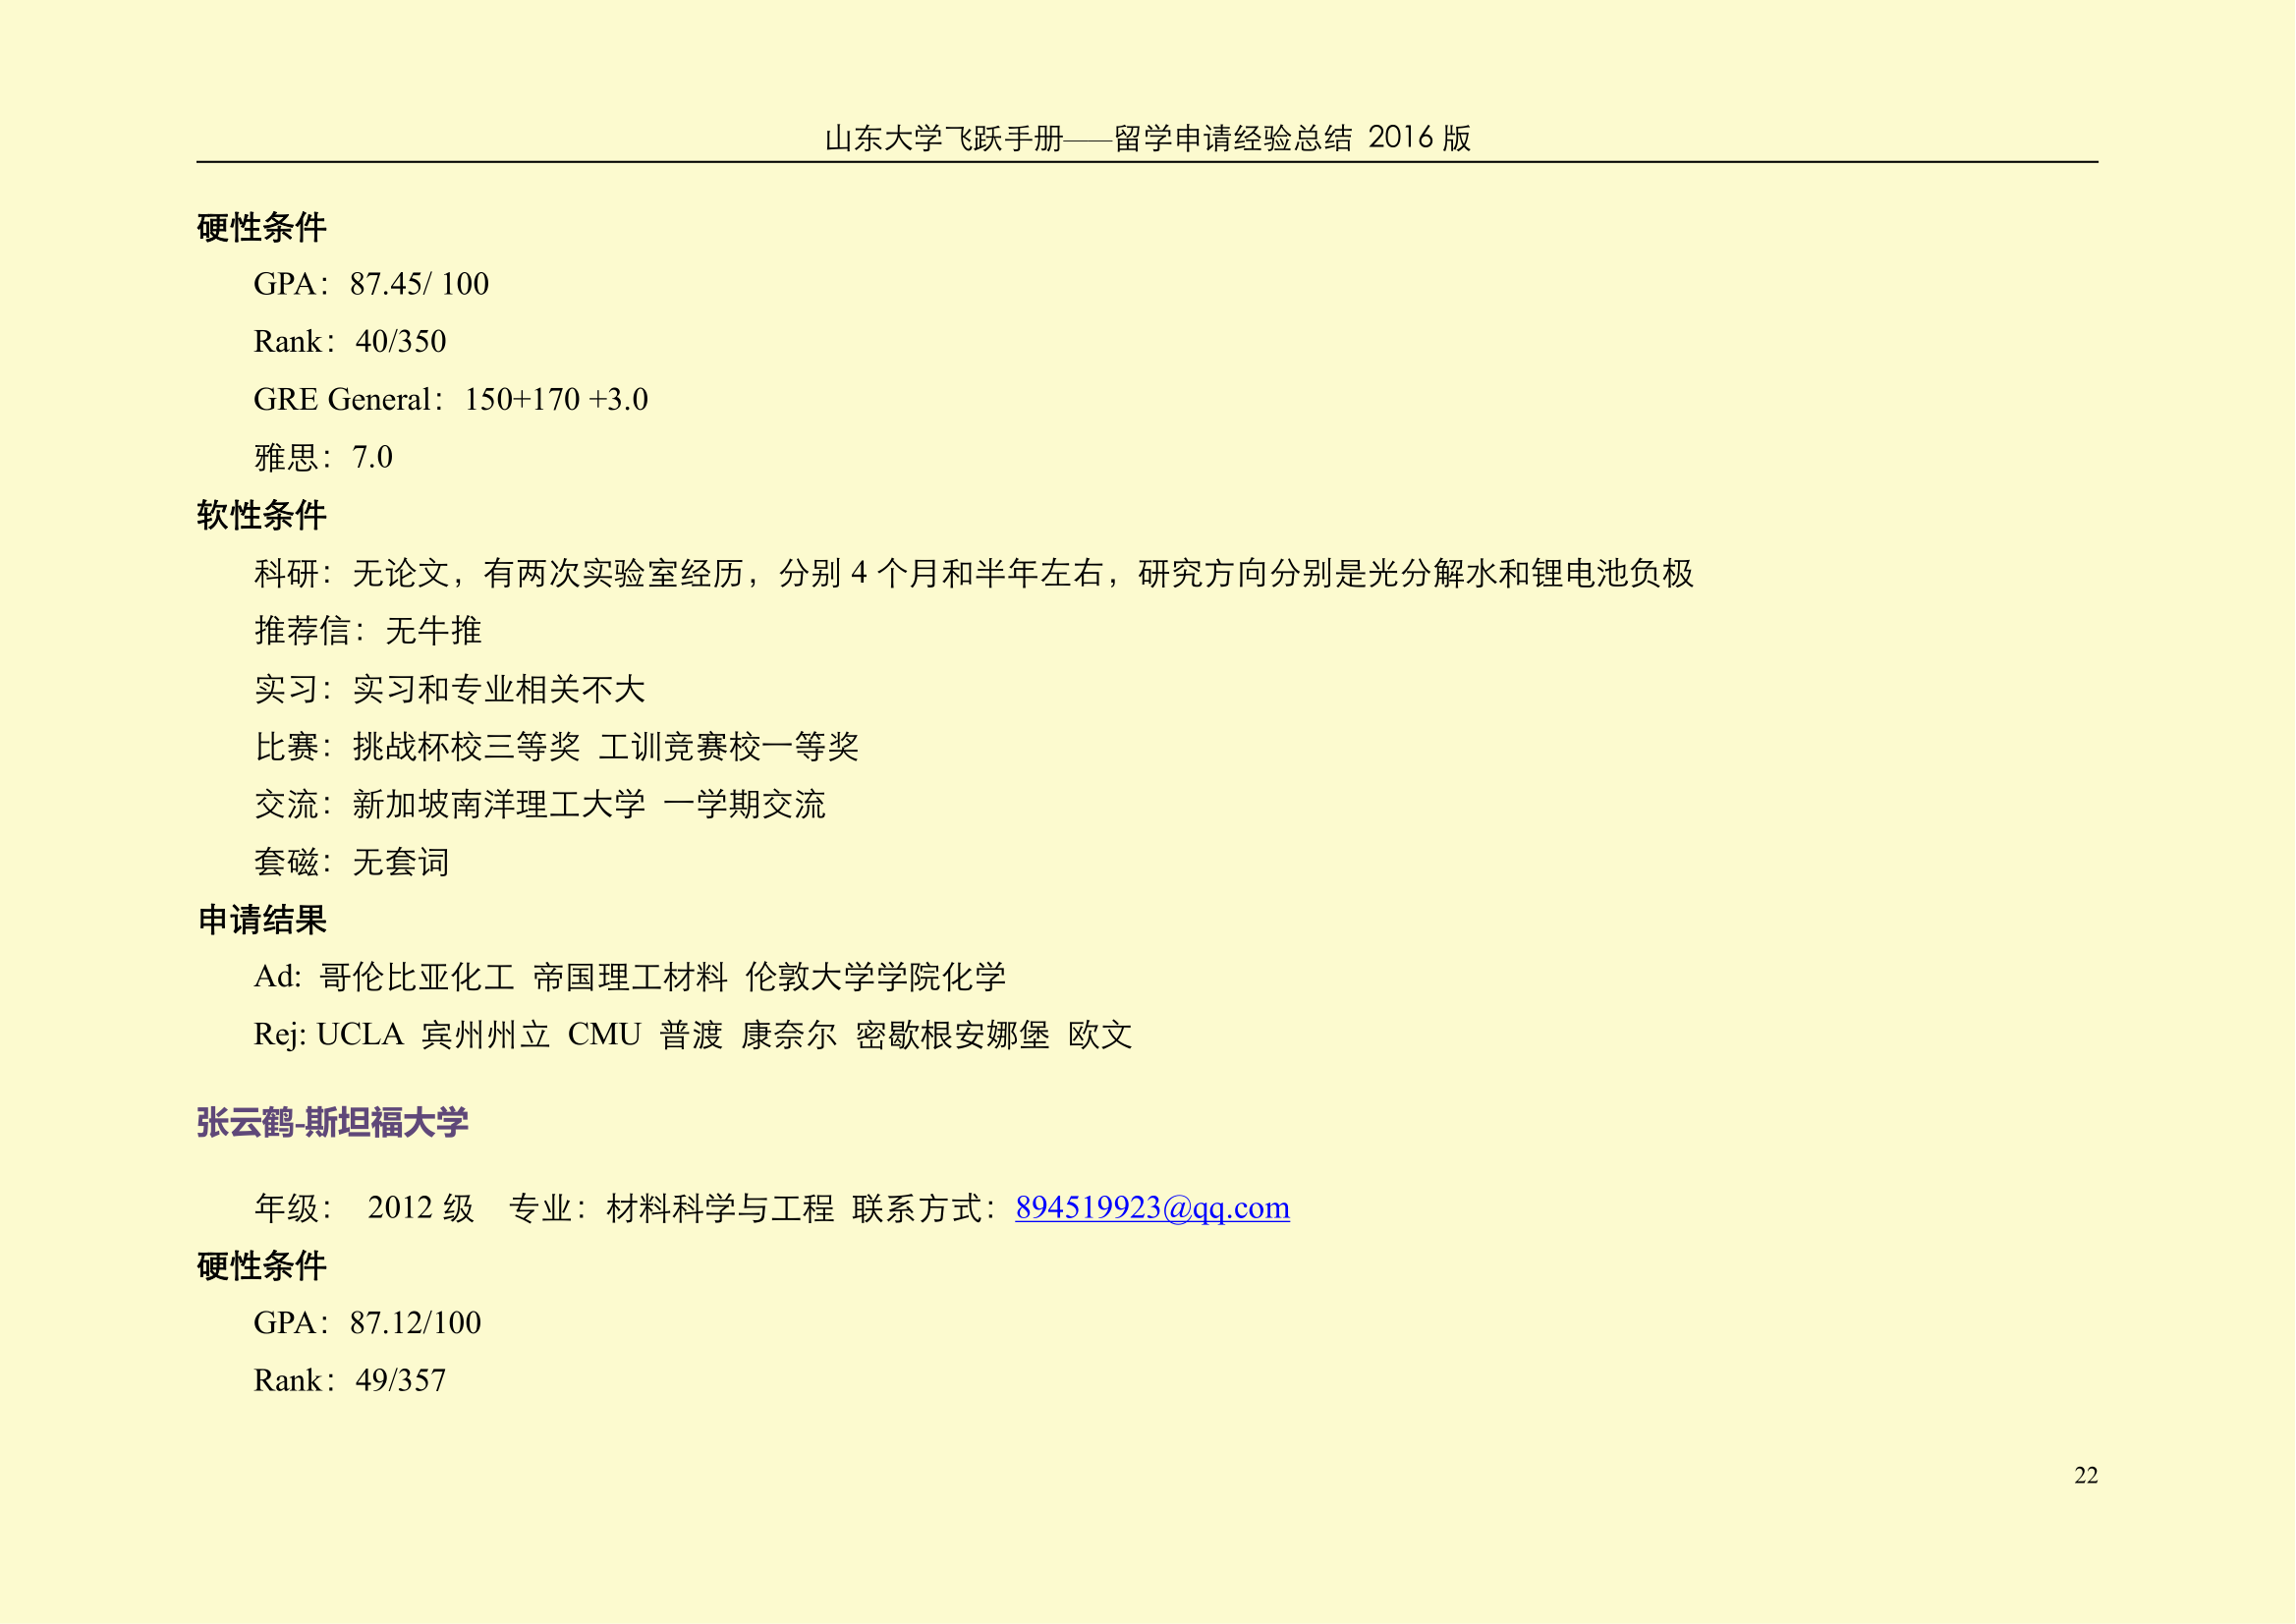 山东大学飞跃手册——留学申请经验总结 2016 版
硬性条件
GPA：87.45/ 100
Rank：40/350
GRE General：150+170 +3.0
雅思：7.0
软性条件
科研：无论文，有两次实验室经历，分别 4 个月和半年左右，研究方向分别是光分解水和锂电池负极
推荐信：无牛推
实习：实习和专业相关不大
比赛：挑战杯校三等奖 工训竞赛校一等奖
交流：新加坡南洋理工大学 一学期交流
套磁：无套词
申请结果
Ad: 哥伦比亚化工 帝国理工材料 伦敦大学学院化学
Rej: UCLA 宾州州立 CMU 普渡 康奈尔 密歇根安娜堡 欧文
张云鹤-斯坦福大学
年级： 2012 级 专业：材料科学与工程 联系方式：894519923@qq.com
硬性条件
GPA：87.12/100
Rank：49/357
22